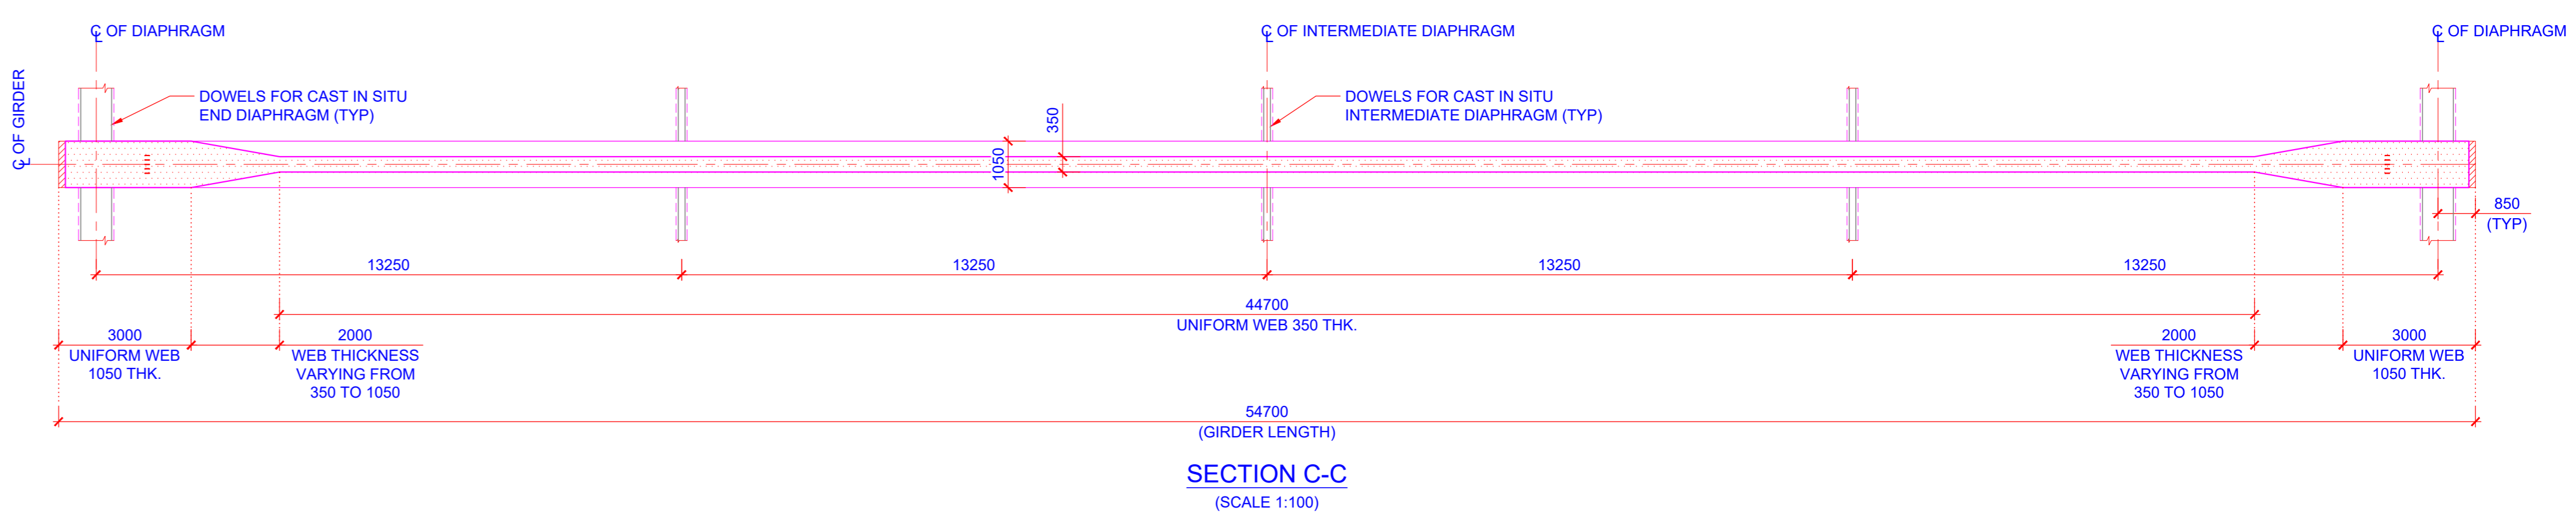 ℄ OF DIAPHRAGM
℄ OF INTERMEDIATE DIAPHRAGM
℄ OF DIAPHRAGM
℄ OF GIRDER
DOWELS FOR CAST IN SITU
END DIAPHRAGM (TYP)
DOWELS FOR CAST IN SITU
INTERMEDIATE DIAPHRAGM (TYP)
350
1050
850
(TYP)
13250
13250
13250
13250
44700
UNIFORM WEB 350 THK.
3000
UNIFORM WEB
1050 THK.
2000
WEB THICKNESS
VARYING FROM
350 TO 1050
2000
WEB THICKNESS
VARYING FROM
350 TO 1050
3000
UNIFORM WEB
1050 THK.
54700
(GIRDER LENGTH)
SECTION C-C
(SCALE 1:100)